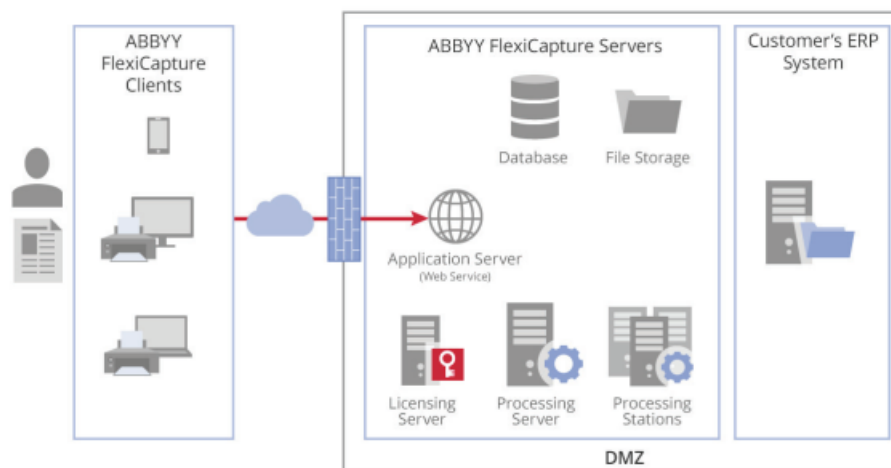 ABBYY
FlexiCapture
Clients
ABBYY FlexiCapture Servers
Customer's ERP
System
Database
File Storage
Application Server
(Web Service)
Licensing
Server
Processing
Server
Processing
Stations
DMZ